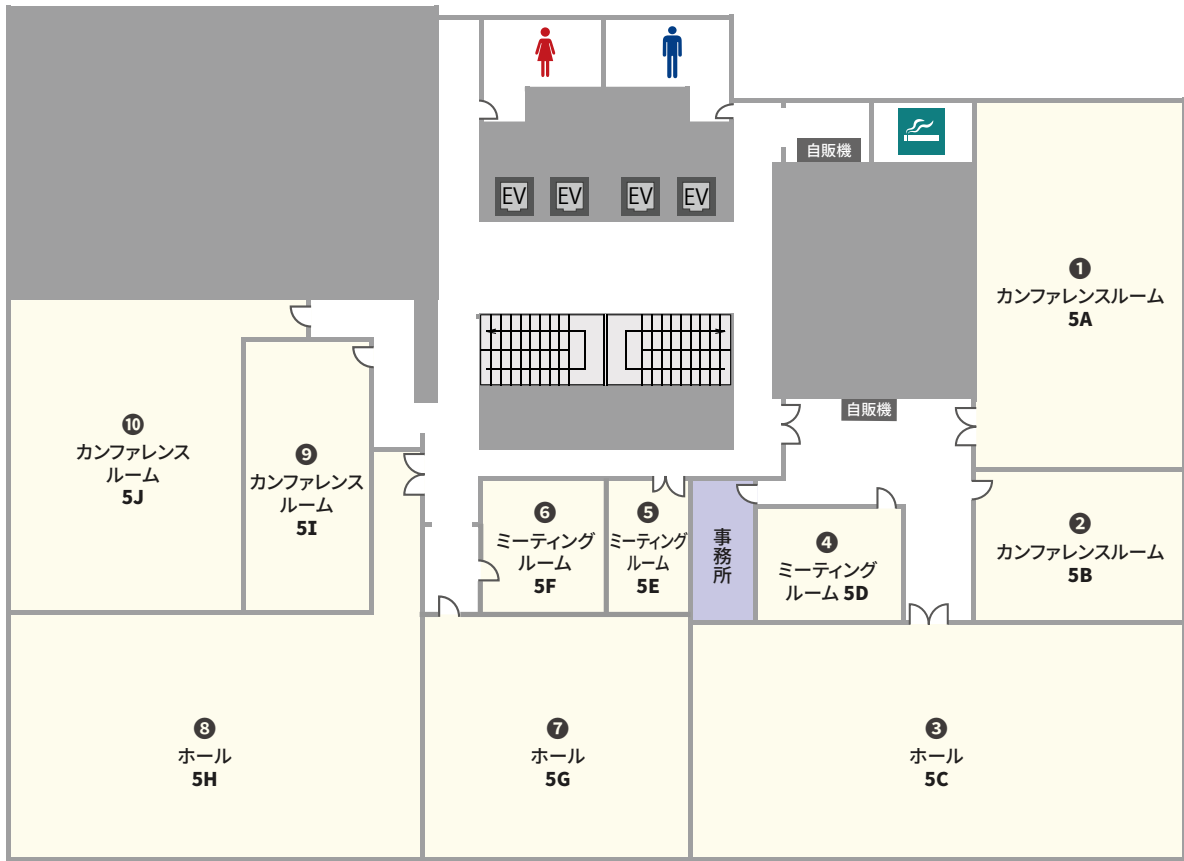 自販機
EV
EV
EV
EV
❶
カンファレンスルーム
5A
自販機
❿
カンファレンス
ルーム
5J
❾
カンファレンス
ルーム
5I
❻
ミーティング
ルーム
5F
❺
ミーティング
ルーム
5E
事務所
❹
ミーティング
ルーム 5D
❷
カンファレンスルーム
5B
❽
ホール
5H
❼
ホール
5G
❸
ホール
5C